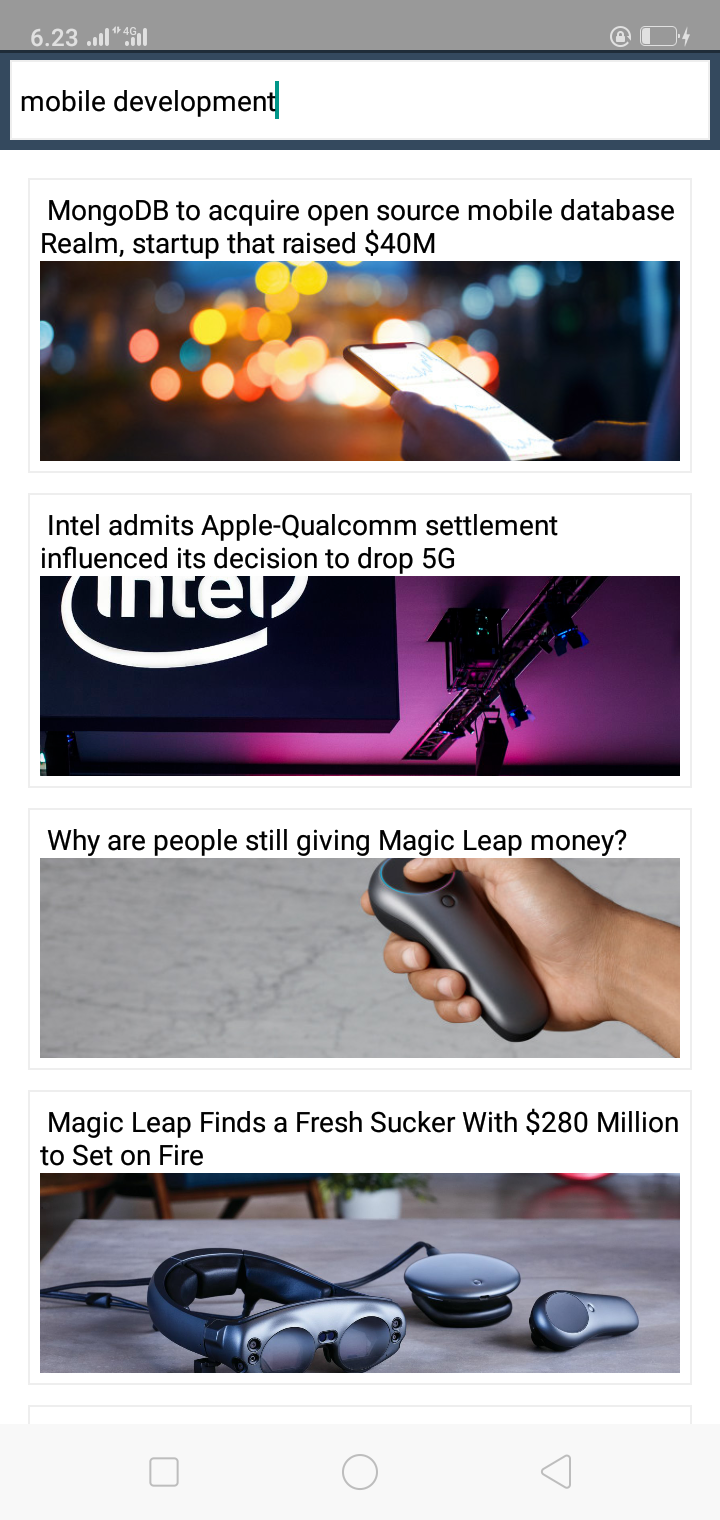 6.23 4G
mobile development
MongoDB to acquire open source mobile database
Realm, startup that raised $40M
Intel admits Apple-Qualcomm settlement
influenced its decision to drop 5G
intel
Why are people still giving Magic Leap money?
Magic Leap Finds a Fresh Sucker With $280 Million
to Set on Fire